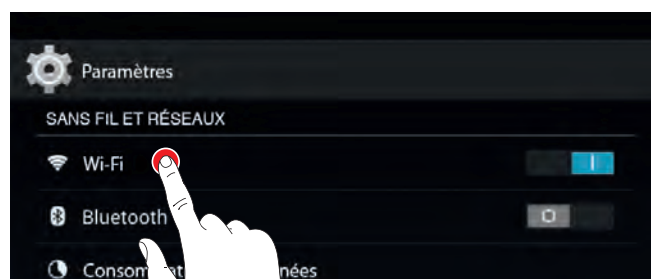 Paramètres
SANS FIL ET RÉSEAUX
Wi-Fi
I
Bluetooth
O